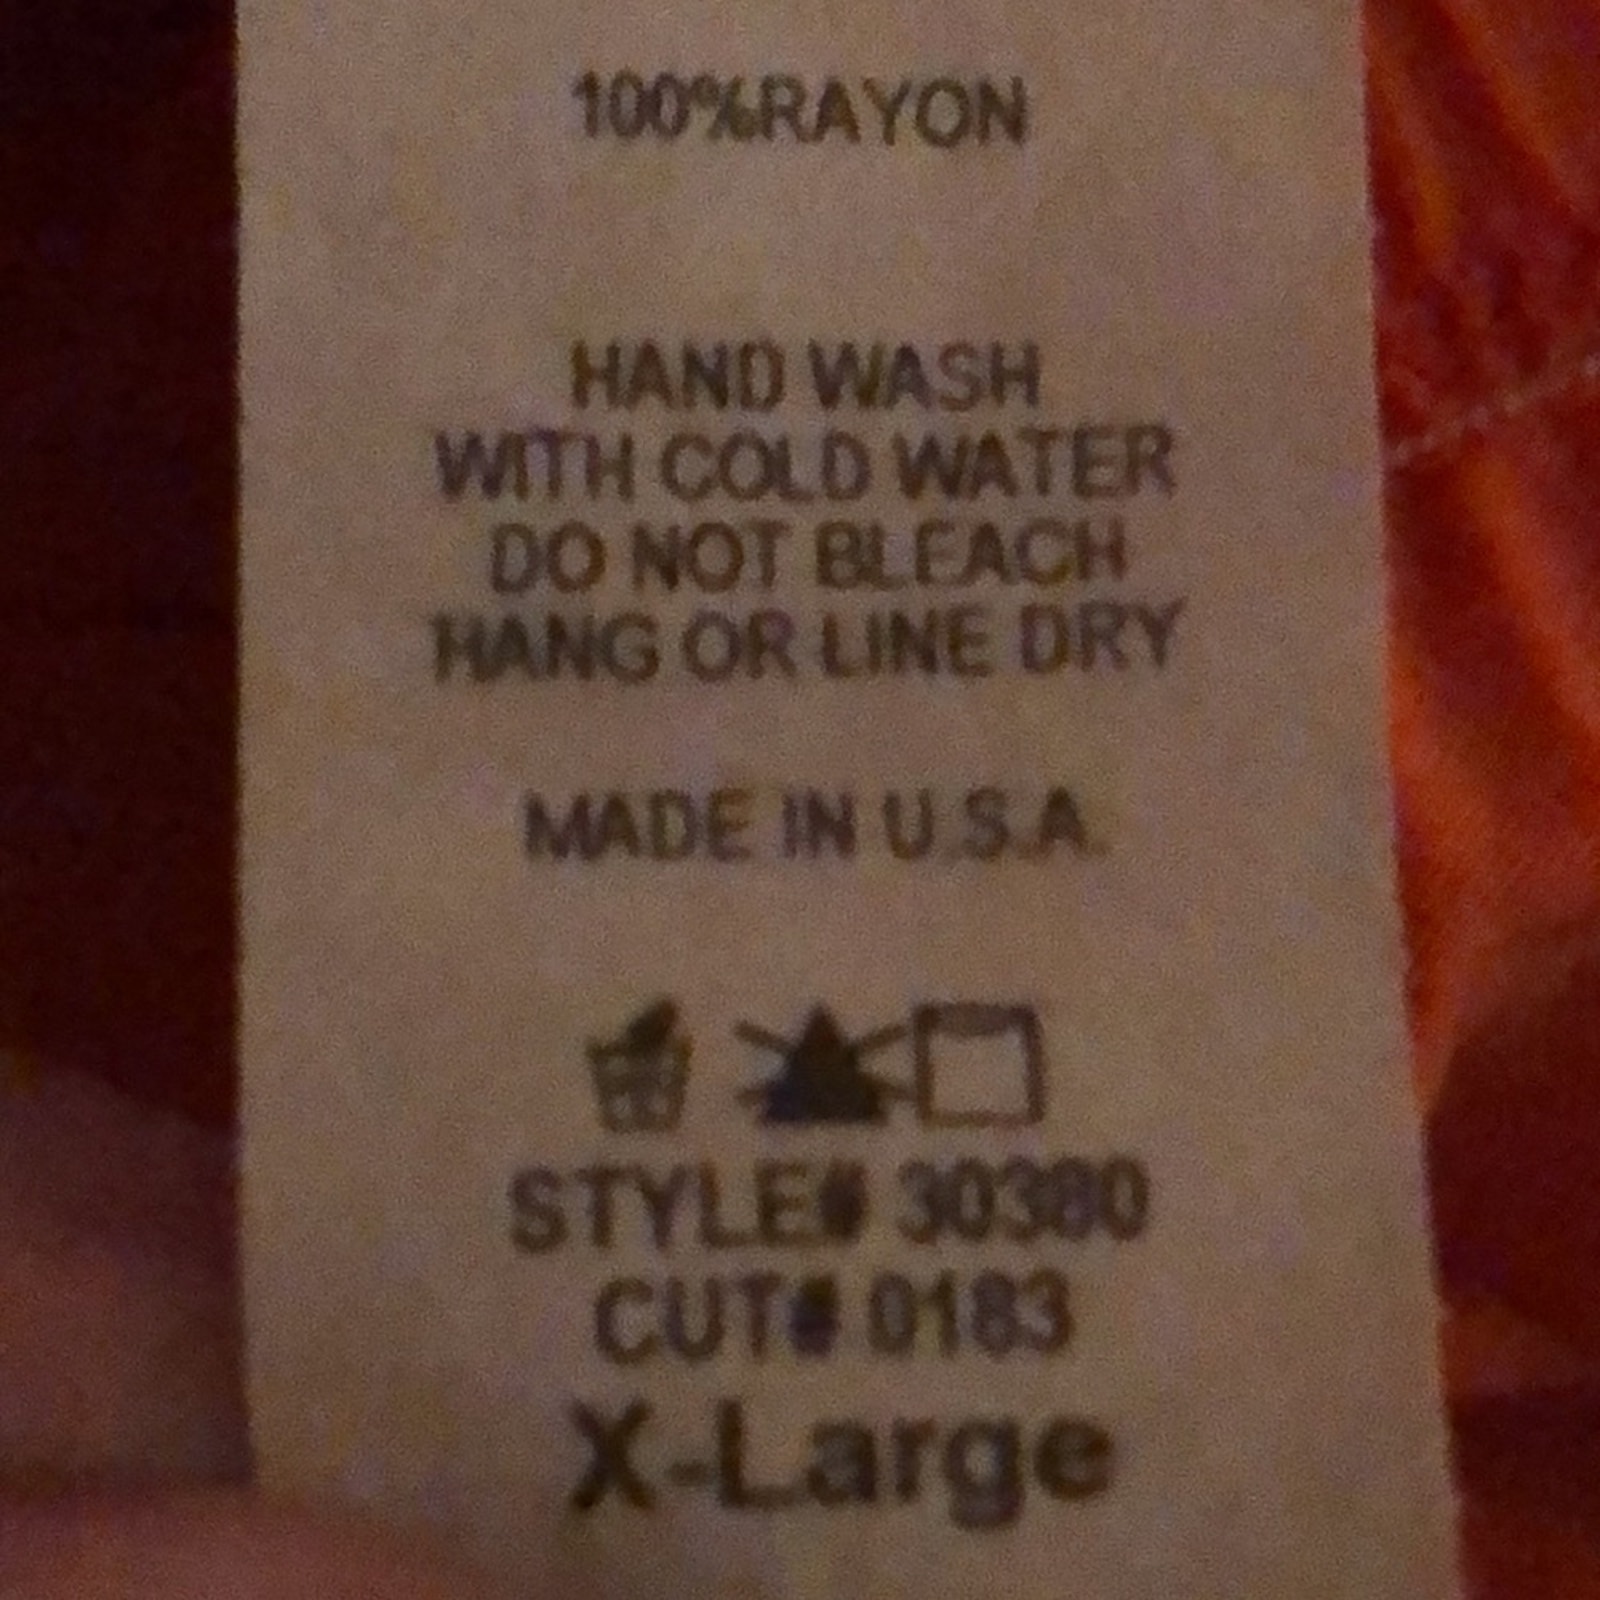 100%RAYON
HAND WASH
WITH COLD WATER
DO NOT BLEACH
HANG OR LINE DRY
MADE IN U.S.A.
STYLE# 30380
CUT# 0183
X-Large